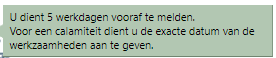 U dient 5 werkdagen vooraf te melden.
Voor een calamiteit dient u de exacte datum van de
werkzaamheden aan te geven.